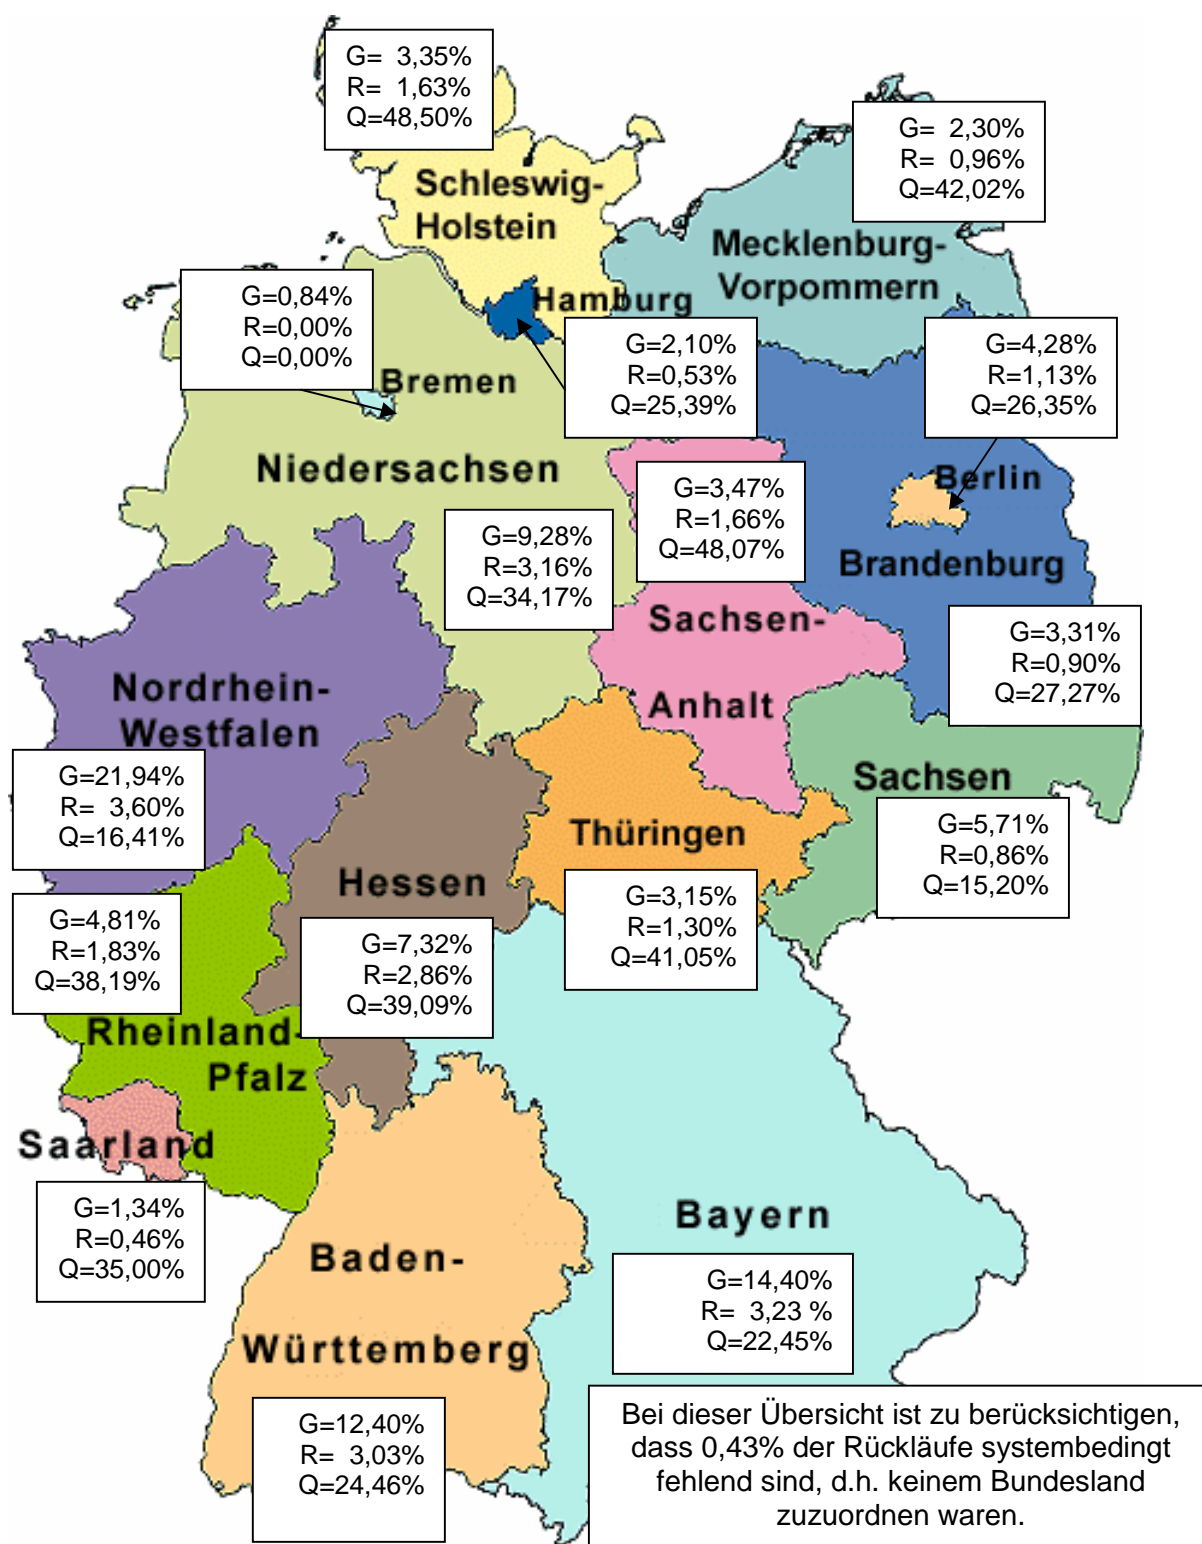 G= 3,35%
R= 1,63%
Q=48,50%
G= 2,30%
R= 0,96%
Q=42,02%
Schleswig-
Holstein
Mecklenburg-
Vorpommern
Hamburg
G=0,84%
R=0,00%
Q=0,00%
G=2,10%
R=0,53%
Q=25,39%
G=4,28%
R=1,13%
Q=26,35%
Bremen
Niedersachsen
G=3,47%
R=1,66%
Q=48,07%
Berlin
Brandenburg
G=9,28%
R=3,16%
Q=34,17%
Sachsen-
Anhalt
G=3,31%
R=0,90%
Q=27,27%
Nordrhein-
Westfalen
G=21,94%
R= 3,60%
Q=16,41%
Sachsen
G=5,71%
R=0,86%
Q=15,20%
Thüringen
G=3,15%
R=1,30%
Q=41,05%
Hessen
G=7,32%
R=2,86%
Q=39,09%
G=4,81%
R=1,83%
Q=38,19%
Rheinland-
Pfalz
Saarland
G=1,34%
R=0,46%
Q=35,00%
Bayern
G=14,40%
R= 3,23 %
Q=22,45%
Baden-
Württemberg
G=12,40%
R= 3,03%
Q=24,46%
Bei dieser Übersicht ist zu berücksichtigen,
dass 0,43% der Rückläufe systembedingt
fehlend sind, d.h. keinem Bundesland
zuzuordnen waren.